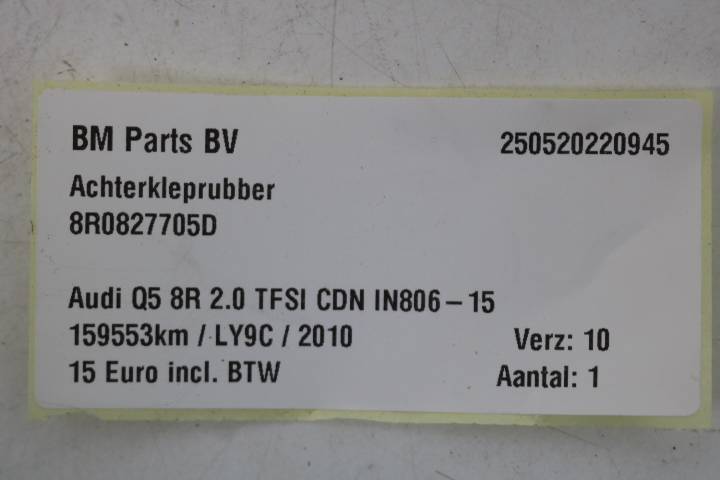 BM Parts BV 250520220945
Achterkleprubber
8R0827705D
Audi Q5 8R 2.0 TFSI CDN IN806-15
159553km / LY9C / 2010 Verz: 10
15 Euro incl. BTW Aantal: 1